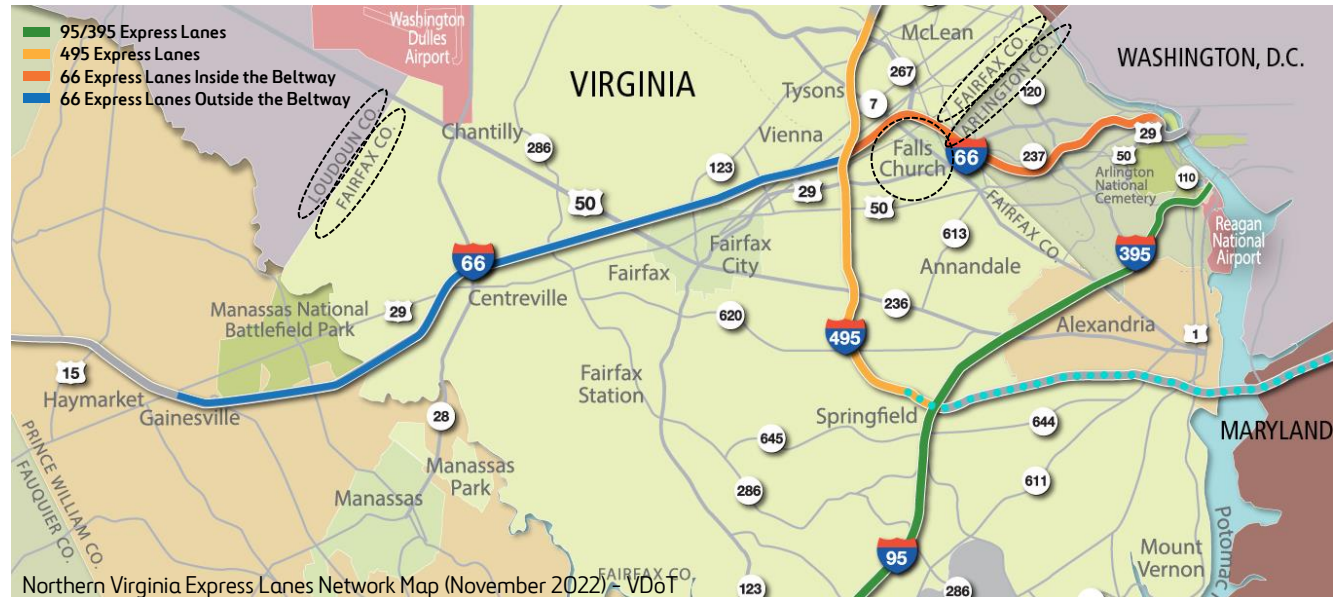 95/395 Express Lanes
495 Express Lanes
66 Express Lanes Inside the Beltway
66 Express Lanes Outside the Beltway
Washington
Dulles
Airport
VIRGINIA
McLean
WASHINGTON, D.C.
FAIRFAX CO.
ARLINGTON CO.
267
120
Tysons
7
LOUDOUN CO.
FAIRFAX CO.
Chantilly
286
Vienna
123
29
50
Falls
Church
66
237
29
50
110
Arlington
National
Cemetery
50
FAIRFAX CO.
Reagan
National
Airport
613
395
66
Fairfax
City
Fairfax
Annandale
Centreville
Manassas National
Battlefield Park
29
620
236
495
Alexandria
1
15
Haymarket
Gainesville
Fairfax
Station
28
Springfield
644
MARYLAND
PRINCE WILLIAM CO.
FAUQUIER CO.
645
Manassas
Park
Manassas
286
611
95
Potomac
Mount
Vernon
FAIRFAX CO.
123
286
Northern Virginia Express Lanes Network Map (November 2022) - VDoT